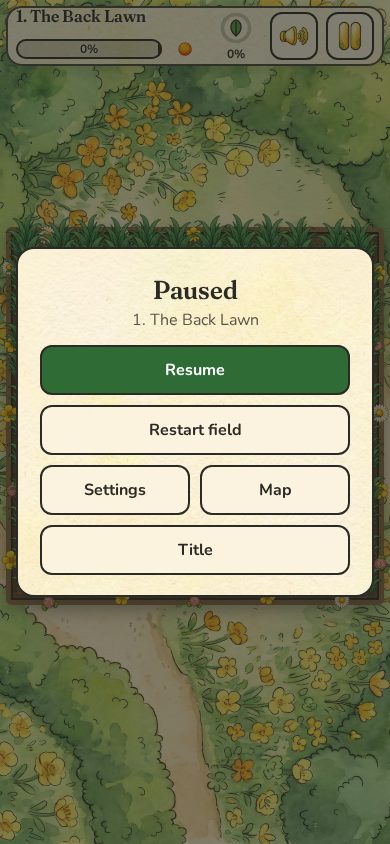 1. The Back Lawn
0%
0%
Paused
1. The Back Lawn
Resume
Restart field
Settings
Map
Title